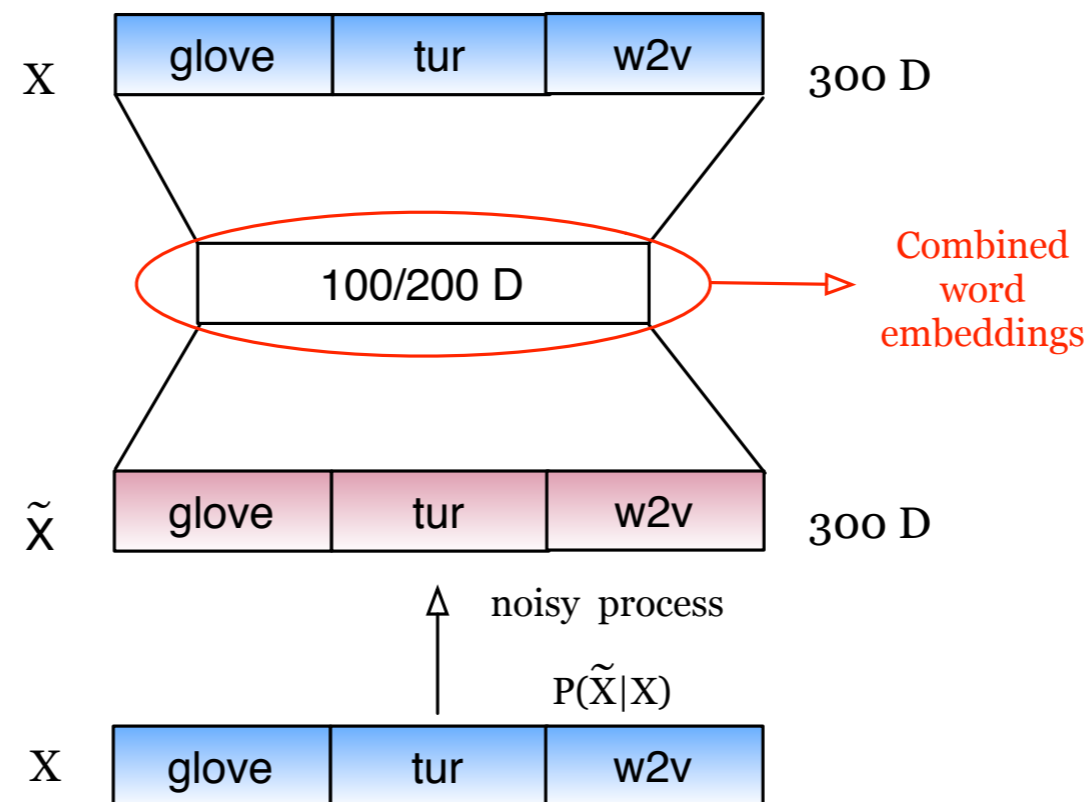 X glove tur w2v 300 D
100/200 D
Combined
word
embeddings
X̃ glove tur w2v 300 D
noisy process
P(X̃|X)
X glove tur w2v